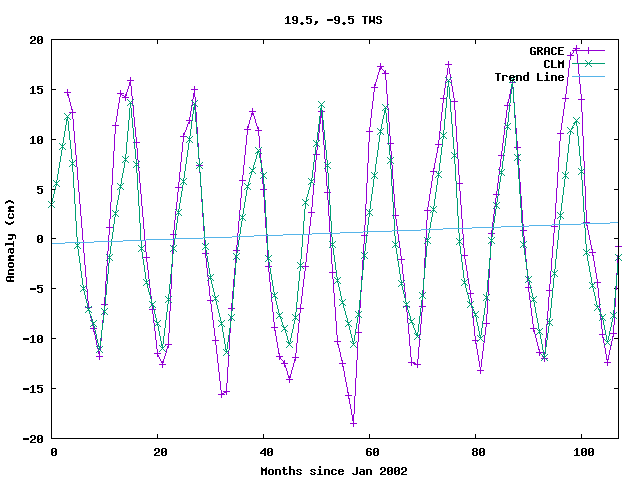 19.5, -9.5 TWS
GRACE
CLM
Trend Line
20
15
10
5
0
-5
-10
-15
-20
Anomaly (cm)
0 20 40 60 80 100
Months since Jan 2002